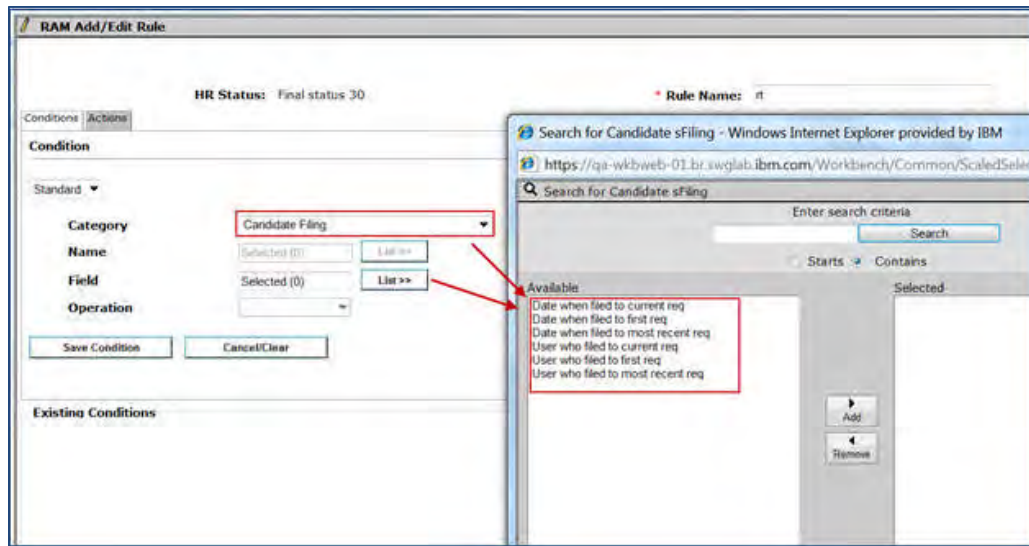 RAM Add/Edit Rule
HR Status: Final status 30
* Rule Name: rt
Conditions Actions
Condition
Standard
Category Candidate Filing
Name Selected (0) List >>
Field Selected (0) List >>
Operation
Save Condition Cancel/Clear
Existing Conditions
Search for Candidate sFiling - Windows Internet Explorer provided by IBM
https://qa-wkbweb-01.br.swglab.ibm.com/Workbench/Common/ScaledSele
Search for Candidate sFiling
Enter search criteria
Search
Starts Contains
Available Selected
Date when filed to current req
Date when filed to first req
Date when filed to most recent req
User who filed to current req
User who filed to first req
User who filed to most recent req
Add
Remove